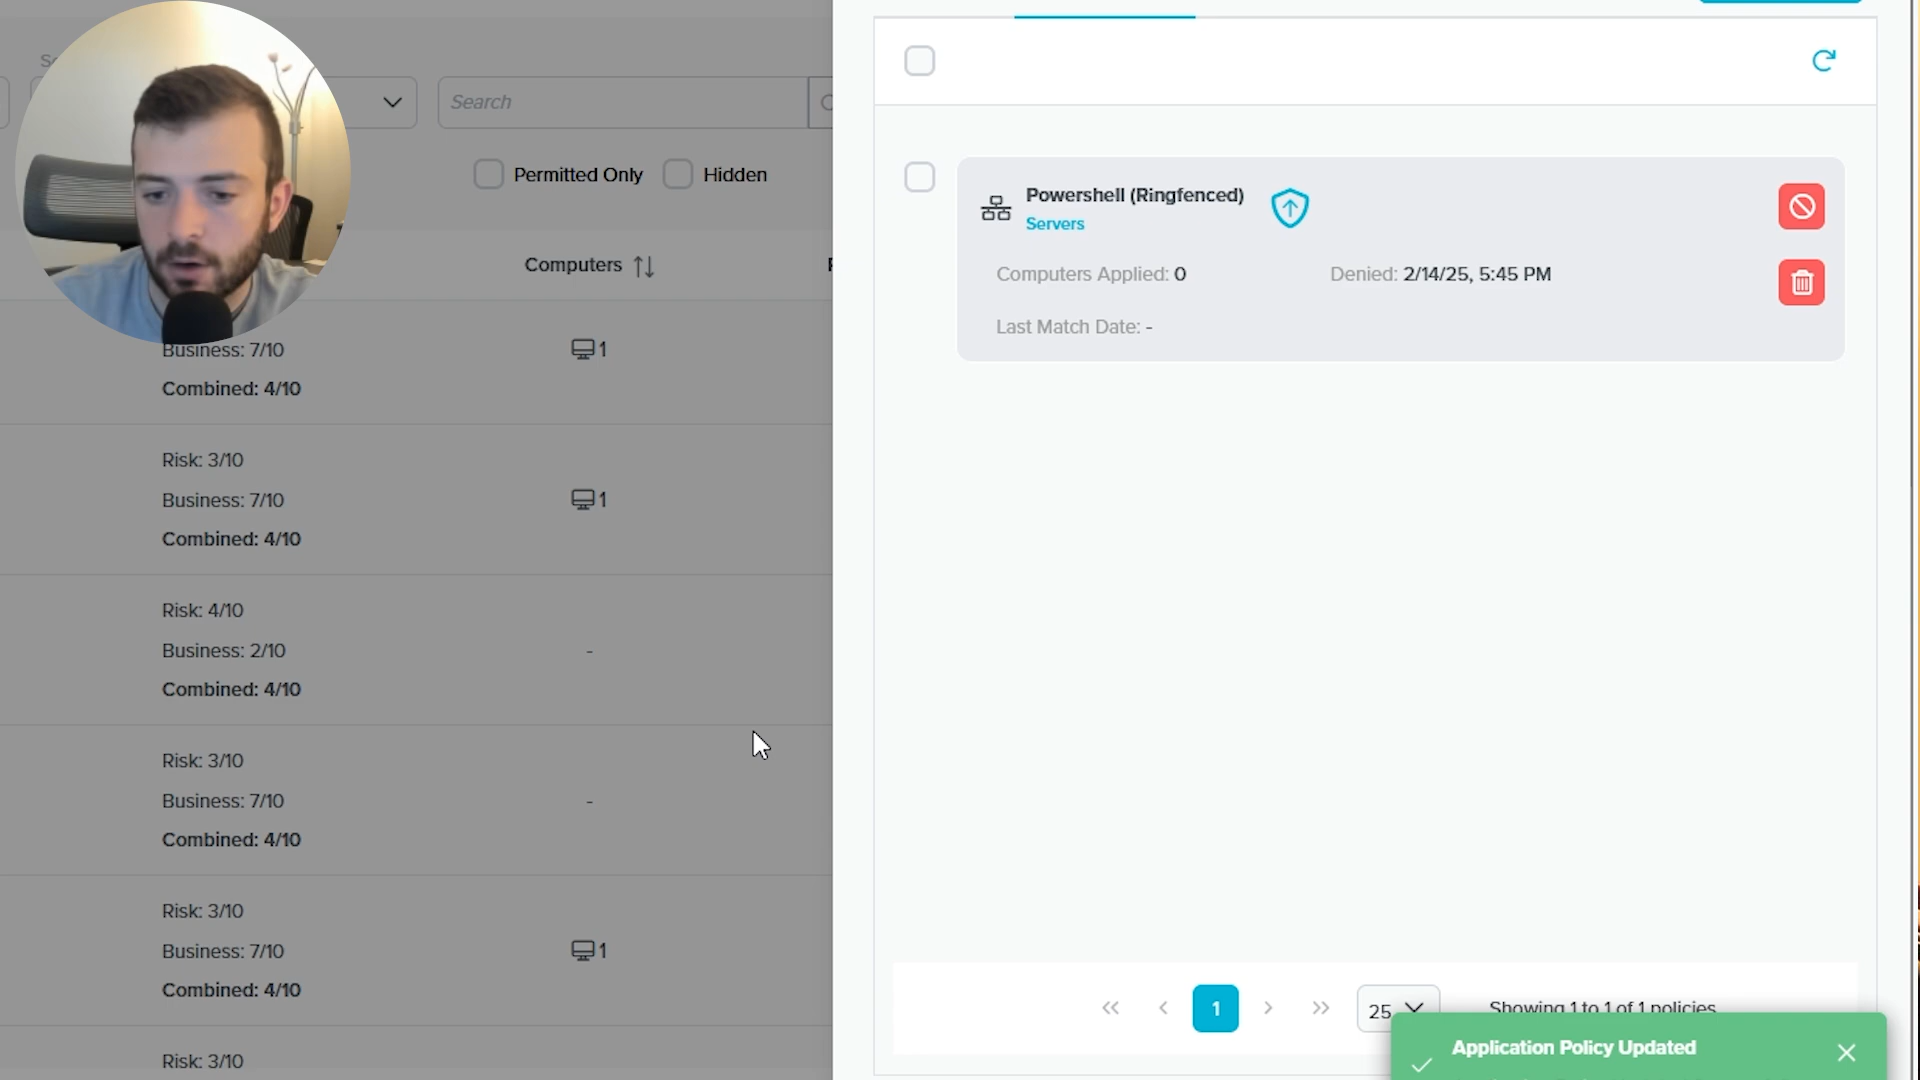 Search
Permitted Only
Hidden
Computers
Business: 7/10
1
Combined: 4/10
Risk: 3/10
Business: 7/10
1
Combined: 4/10
Risk: 4/10
Business: 2/10
-
Combined: 4/10
Risk: 3/10
Business: 7/10
-
Combined: 4/10
Risk: 3/10
Business: 7/10
1
Combined: 4/10
Risk: 3/10
Powershell (Ringfenced)
Servers
Computers Applied: 0
Denied: 2/14/25, 5:45 PM
Last Match Date: -
1
25
Showing 1 to 1 of 1 policies
Application Policy Updated